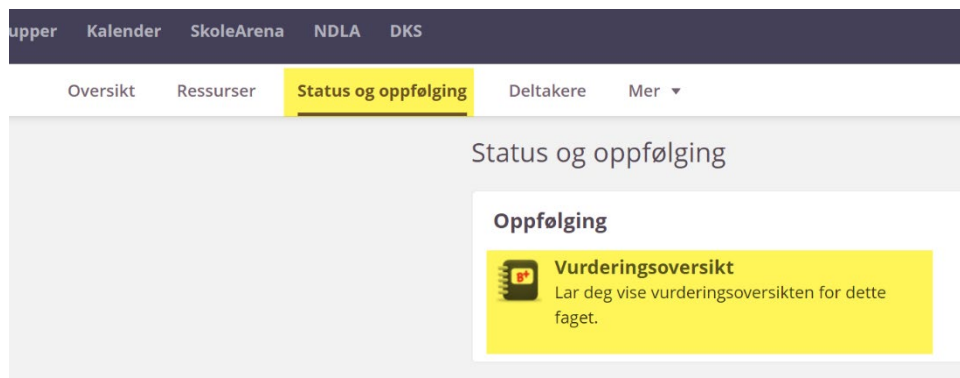 upper Kalender SkoleArena NDLA DKS
Oversikt Ressurser Status og oppfølging Deltakere Mer ▼
Status og oppfølging
Oppfølging
B+
Vurderingsoversikt
Lar deg vise vurderingsoversikten for dette
faget.